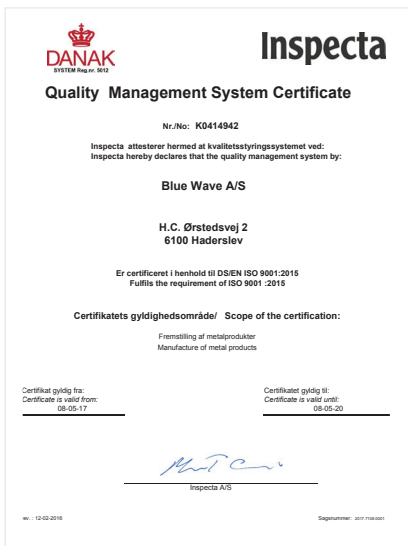 DANAK
SYSTEM Reg.nr. 5012
Inspecta
Quality Management System Certificate
Nr./No: K0414942
Inspecta attesterer hermed at kvalitetsstyringssystemet ved:
Inspecta hereby declares that the quality management system by:
Blue Wave A/S
H.C. Ørstedsvej 2
6100 Haderslev
Er certificeret i henhold til DS/EN ISO 9001:2015
Fulfils the requirement of ISO 9001 :2015
Certifikatets gyldighedsområde/ Scope of the certification:
Fremstilling af metalprodukter
Manufacture of metal products
Certifikat gyldig fra:
Certificate is valid from:
08-05-17
Certifikatet gyldig til:
Certificate is valid until:
08-05-20
Inspecta A/S
: 12-02-2016
Sagsnummer: